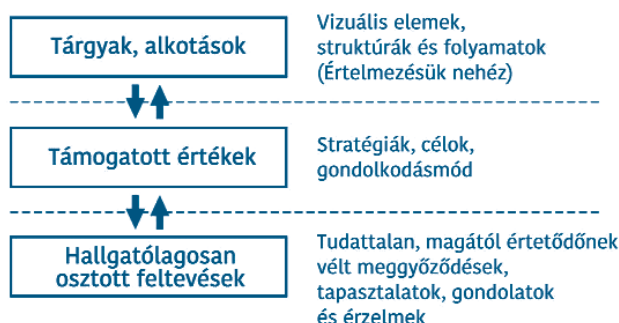 Tárgyak, alkotások
Vizuális elemek,
struktúrák és folyamatok
(Értelmezésük nehéz)
Támogatott értékek
Stratégiák, célok,
gondolkodásmód
Hallgatólagosan
osztott feltevések
Tudattalan, magától értetődőnek
vélt meggyőződések,
tapasztalatok, gondolatok
és érzelmek